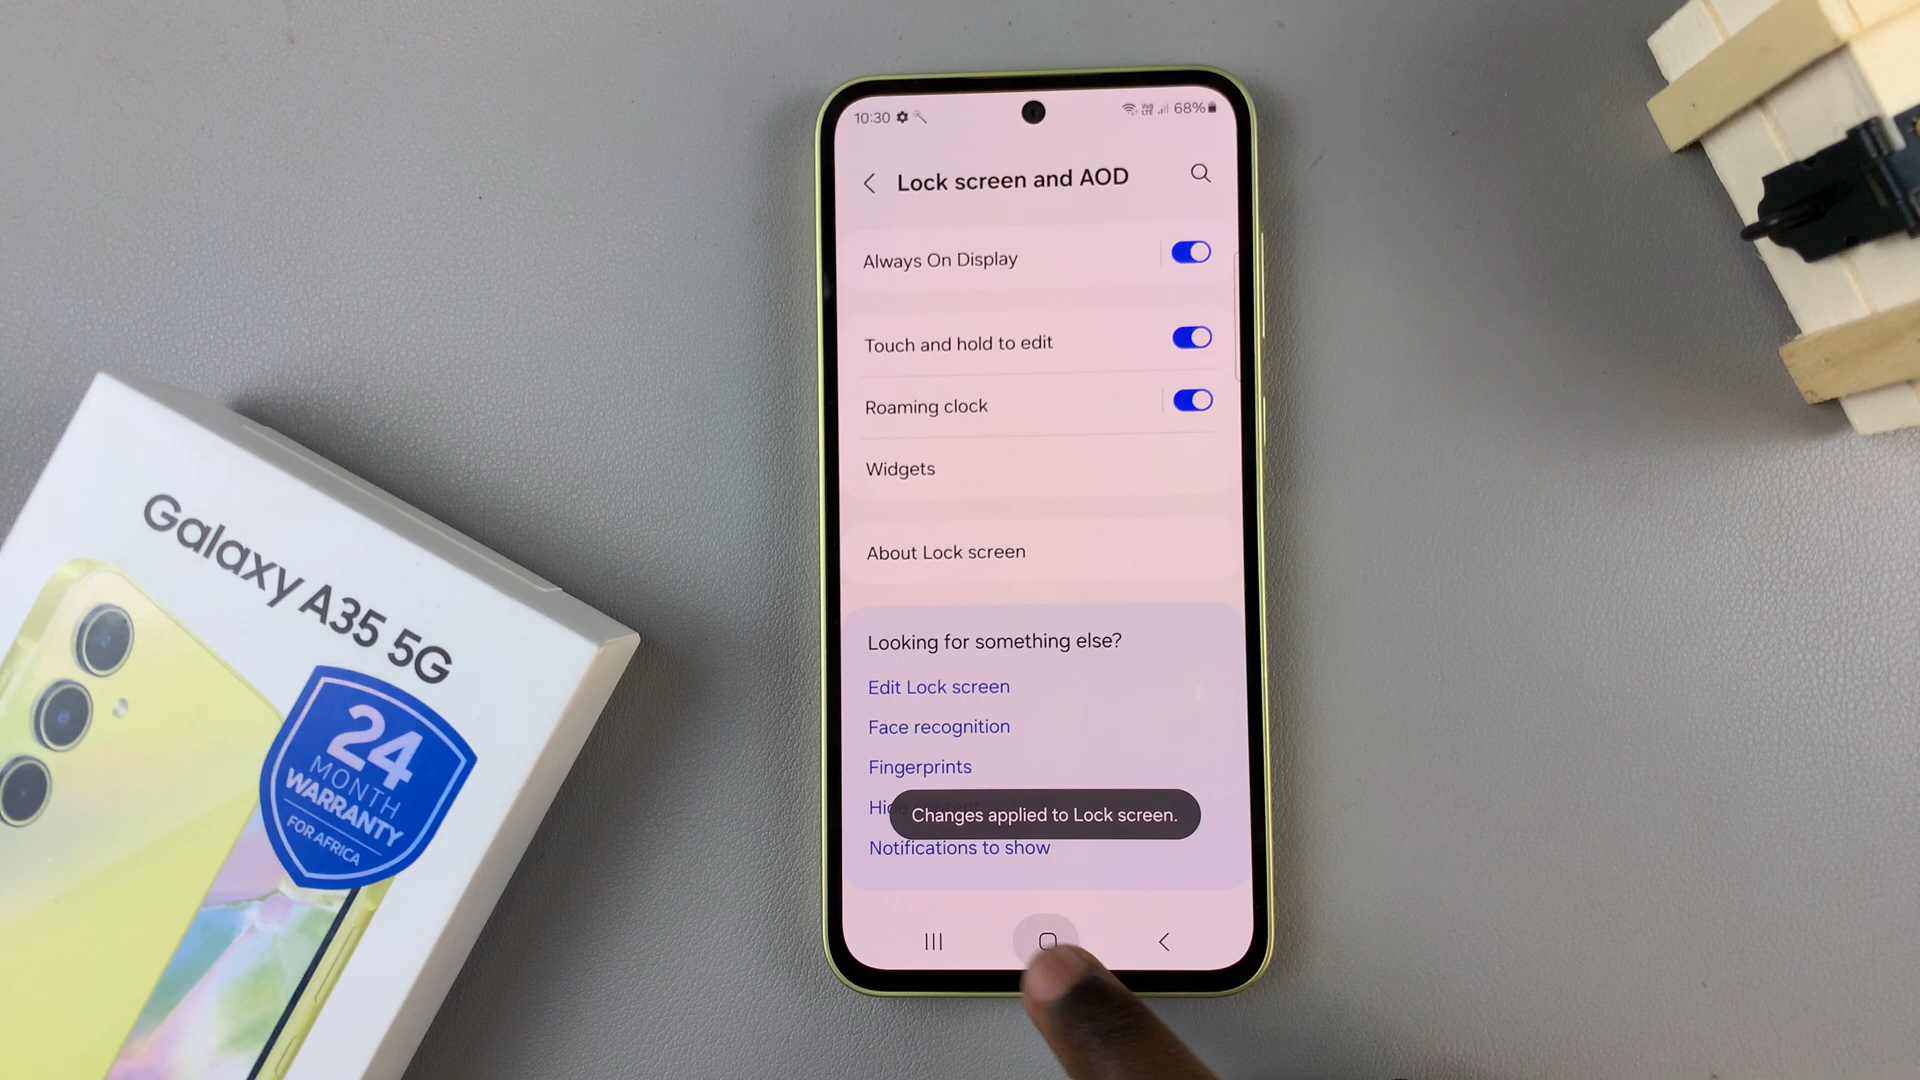 10:30
VoLTE 68%
Lock screen and AOD
Always On Display
Touch and hold to edit
Roaming clock
Widgets
About Lock screen
Looking for something else?
Edit Lock screen
Face recognition
Fingerprints
Changes applied to Lock screen.
Notifications to show
Galaxy A35 5G
24
MONTH
WARRANTY
FOR AFRICA